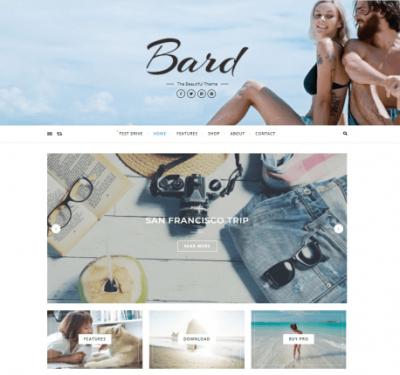 Bard
The Beautiful Theme
TEST DRIVE HOME FEATURES SHOP ABOUT CONTACT
SAN FRANCISCO TRIP
READ MORE
FEATURES
DOWNLOAD
BUY PRO